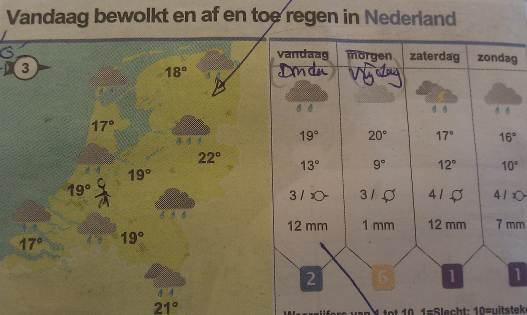 Vandaag bewolkt en af en toe regen in Nederland
3
18°
17°
22°
19°
19°
17°
19°
21°
vandaag morgen zaterdag zondag
19° 20° 17° 16°
13° 9° 12° 10°
3 / 3 / 4 / 4 /
12 mm 1 mm 12 mm 7 mm
2 6 1 1
tot 10, 1=Slecht; 10=uitstek